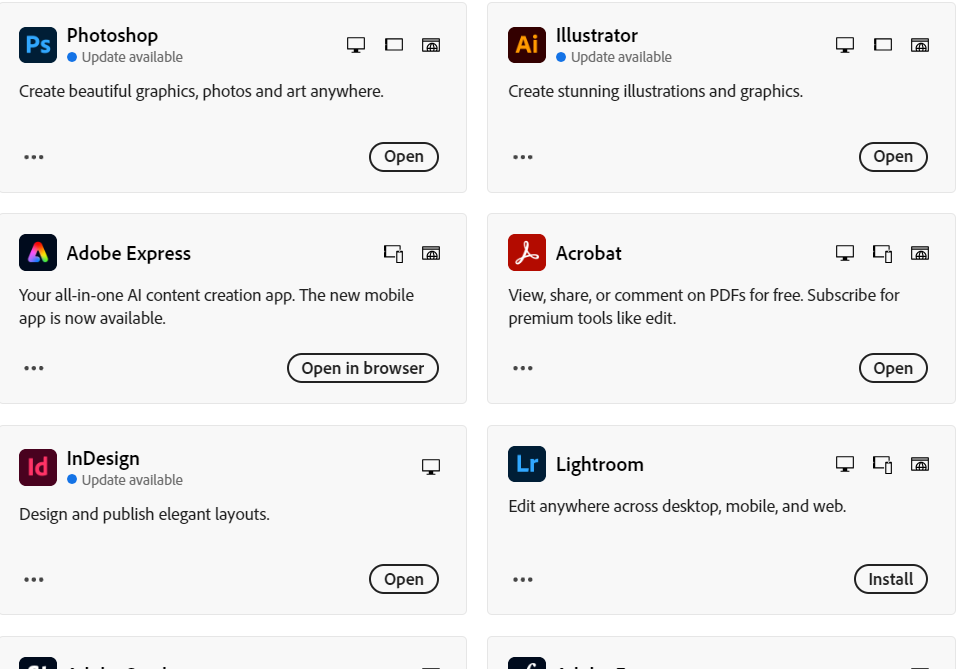 Ps
Photoshop
Update available
Create beautiful graphics, photos and art anywhere.
Open
Ai
Illustrator
Update available
Create stunning illustrations and graphics.
Open
Adobe Express
Your all-in-one AI content creation app. The new mobile
app is now available.
Open in browser
Acrobat
View, share, or comment on PDFs for free. Subscribe for
premium tools like edit.
Open
Id
InDesign
Update available
Design and publish elegant layouts.
Open
Lr
Lightroom
Edit anywhere across desktop, mobile, and web.
Install
Adobe
Adobe